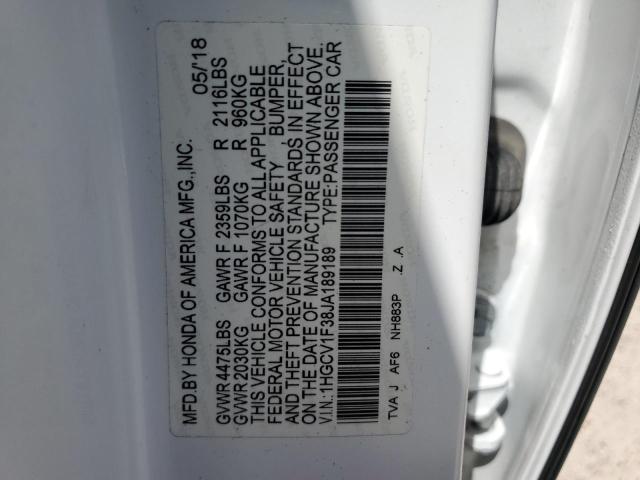 MFD.BY HONDA OF AMERICA MFG.,INC. 05/'18
GVWR 4475LBS GAWR F 2359LBS R 2116LBS
GVWR 2030KG GAWR F 1070KG R 960KG
THIS VEHICLE CONFORMS TO ALL APPLICABLE
FEDERAL MOTOR VEHICLE SAFETY , BUMPER,
AND THEFT PREVENTION STANDARDS IN EFFECT
ON THE DATE OF MANUFACTURE SHOWN ABOVE.
V.I.N.:1HGCV1F38JA189189 TYPE:PASSENGER CAR
TVA J AF6 NH883P .Z .A